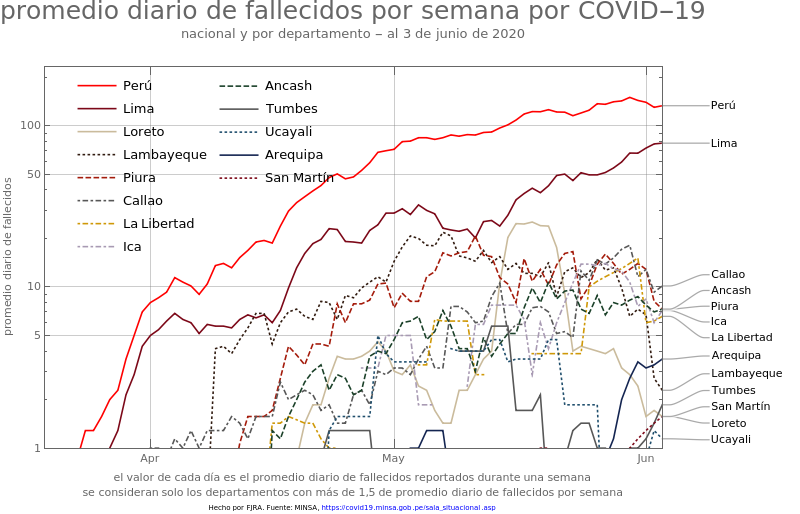 promedio diario de fallecidos por semana por COVID−19
nacional y por departamento – al 3 de junio de 2020
promedio diario de fallecidos
100
50
10
5
1
Perú
Lima
Loreto
Lambayeque
Piura
Callao
La Libertad
Ica
Ancash
Tumbes
Ucayali
Arequipa
San Martín
Perú
Lima
Callao
Ancash
Piura
Ica
La Libertad
Arequipa
Lambayeque
Tumbes
San Martín
Loreto
Ucayali
Apr
May
Jun
el valor de cada día es el promedio diario de fallecidos reportados durante una semana
se consideran solo los departamentos con más de 1,5 de promedio diario de fallecidos por semana
Hecho por FJRA. Fuente: MINSA, https://covid19.minsa.gob.pe/sala_situacional.asp